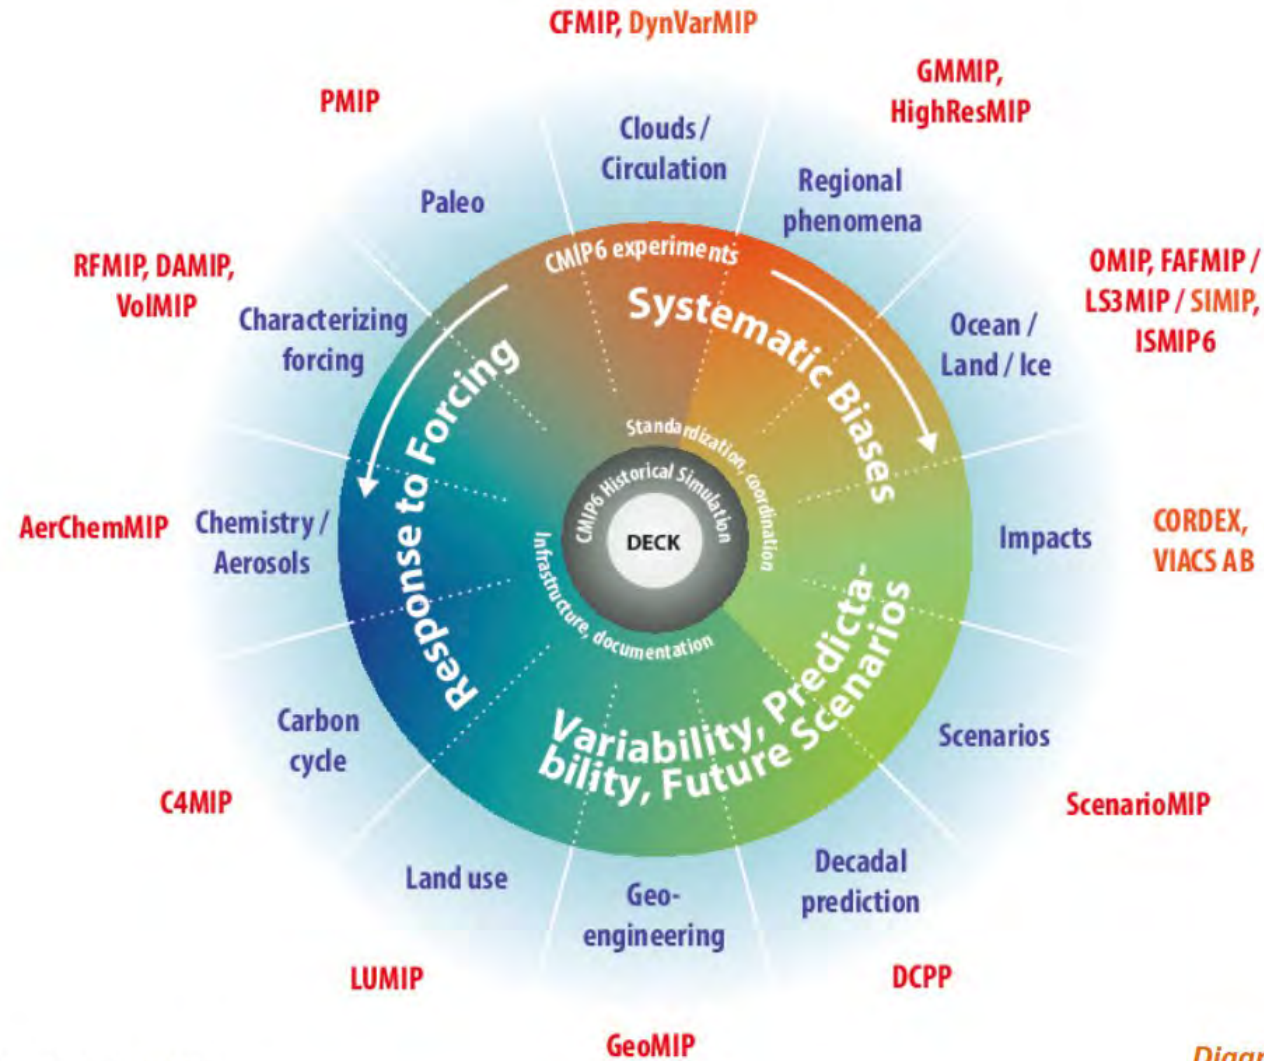 CFMIP, DynVarMIP
GMMIP,
HighResMIP
PMIP
Clouds /
Circulation
Regional
phenomena
Paleo
CMIP6 experiments
RFMIP, DAMIP,
VolMIP
OMIP, FAFMIP /
LS3MIP / SIMIP,
ISMIP6
Characterizing
forcing
Systematic Biases
Ocean /
Land / Ice
Response to Forcing
Standardization, coordination
CMIP6 Historical Simulation
DECK
Infrastructure, documentation
AerChemMIP
Chemistry /
Aerosols
Impacts
CORDEX,
VIACS AB
Variability, Predicta-
bility, Future Scenarios
Carbon
cycle
Scenarios
C4MIP
ScenarioMIP
Land use
Geo-
engineering
Decadal
prediction
LUMIP
DCPP
GeoMIP